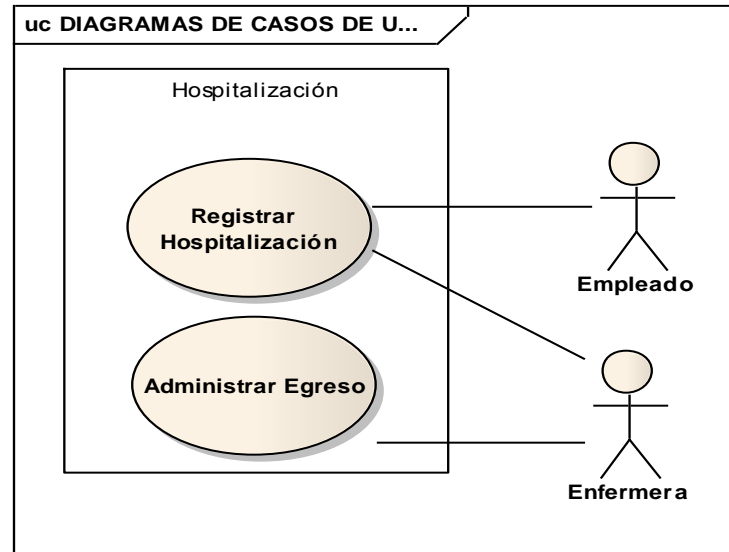 uc DIAGRAMAS DE CASOS DE U...
Hospitalización
Registrar
Hospitalización
Empleado
Administrar Egreso
Enfermera